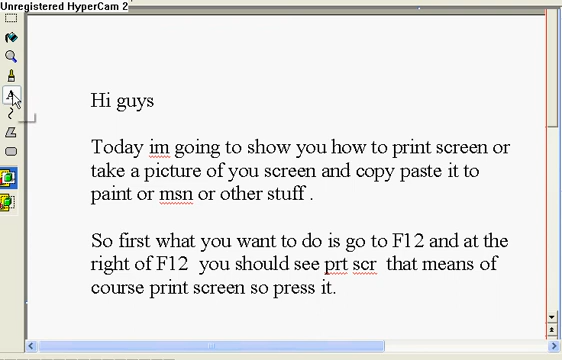 Unregistered HyperCam 2
A
Hi guys
Today im going to show you how to print screen or
take a picture of you screen and copy paste it to
paint or msn or other stuff .
So first what you want to do is go to F12 and at the
right of F12 you should see prt scr that means of
course print screen so press it.